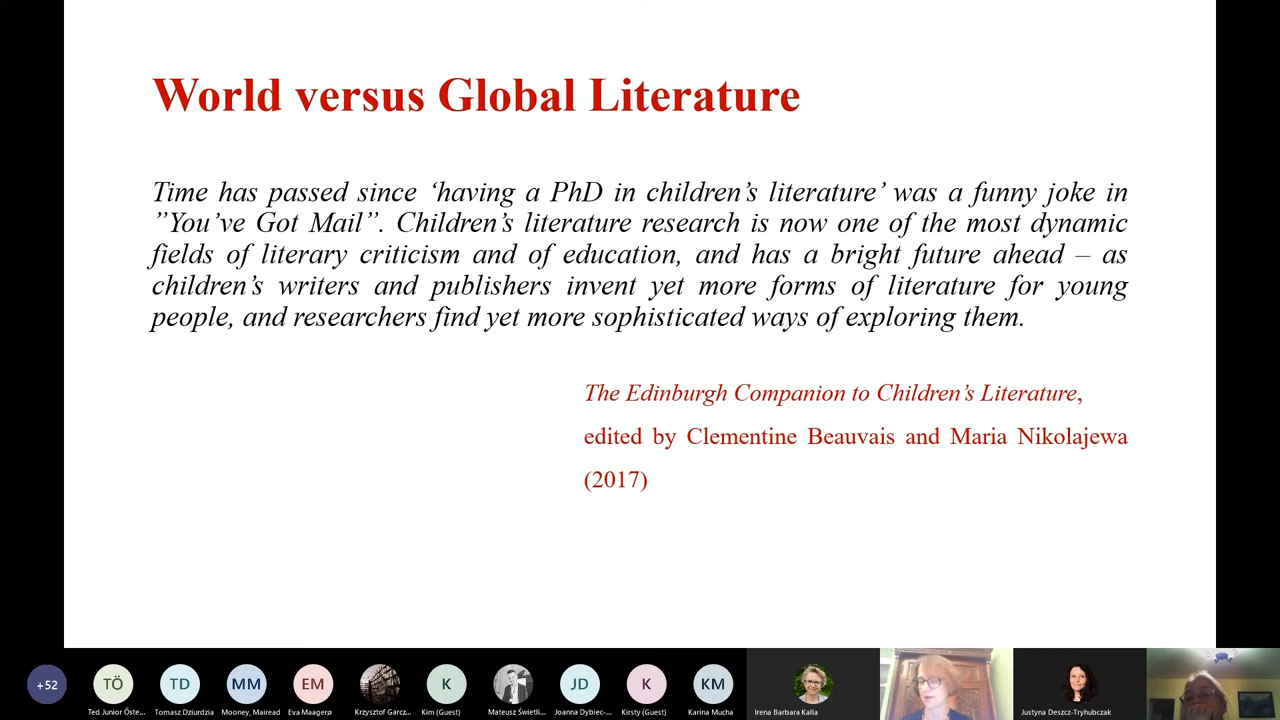 World versus Global Literature
Time has passed since ‘having a PhD in children’s literature’ was a funny joke in
”You’ve Got Mail”. Children’s literature research is now one of the most dynamic
fields of literary criticism and of education, and has a bright future ahead – as
children’s writers and publishers invent yet more forms of literature for young
people, and researchers find yet more sophisticated ways of exploring them.
The Edinburgh Companion to Children’s Literature,
edited by Clementine Beauvais and Maria Nikolajewa
(2017)
+52 TÖ TD MM EM K JD K KM
Ted Junior Öste... Tomasz Dziurdzia Mooney, Mairead Eva Maagerø Krzysztof Garcz... Kim (Guest) Mateusz Świetli... Joanna Dybiec-... Kirsty (Guest) Karina Mucha Irena Barbara Kalla Justyna Deszcz-Tryhubczak